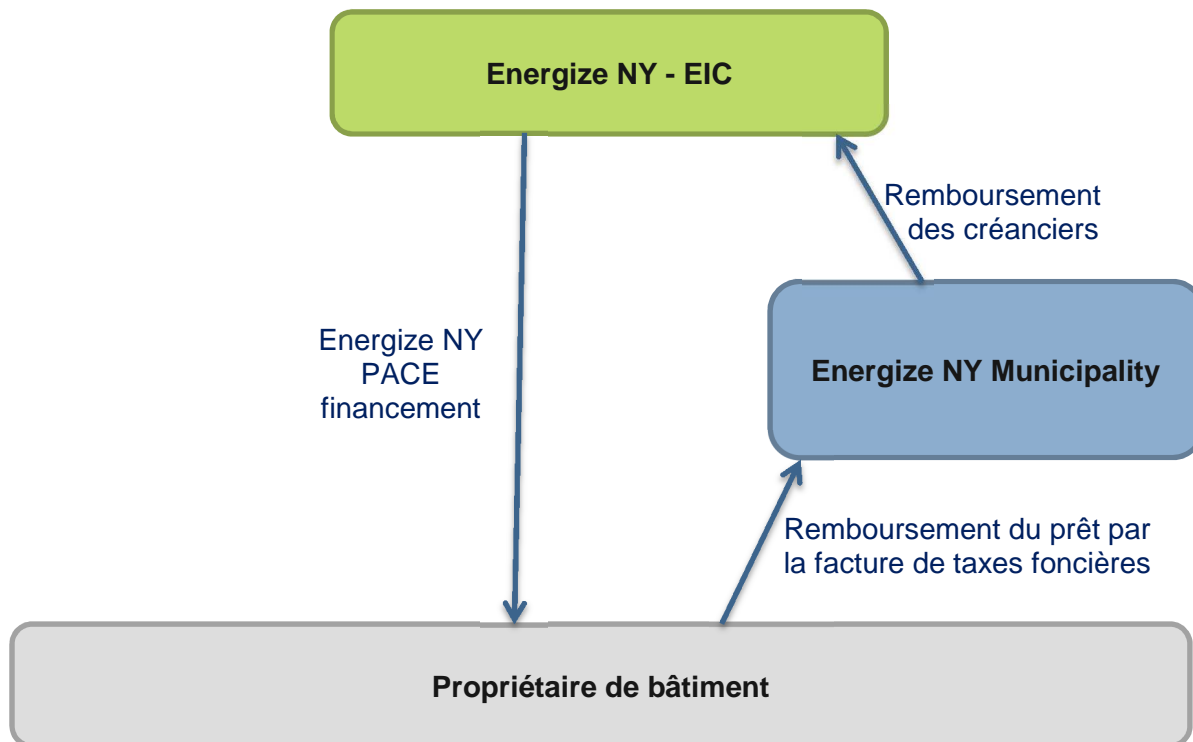 Energize NY - EIC
Remboursement
des créanciers
Energize NY
PACE
financement
Energize NY Municipality
Remboursement du prêt par
la facture de taxes foncières
Propriétaire de bâtiment